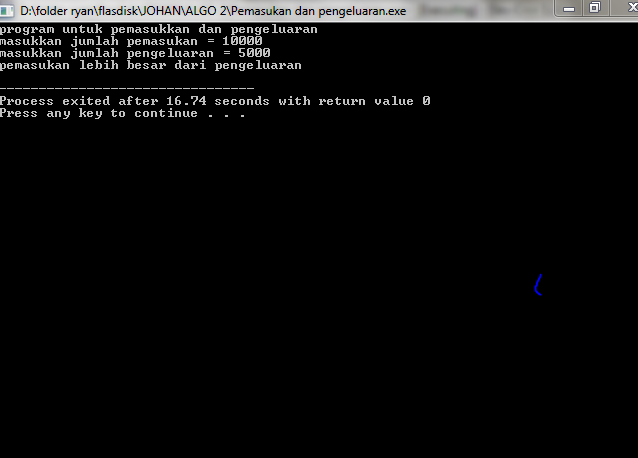 D:\folder ryan\flasdisk\JOHAN\ALGO 2\Pemasukan dan pengeluaran.exe
program untuk pemasukkan dan pengeluaran
masukkan jumlah pemasukan = 10000
masukkan jumlah pengeluaran = 5000
pemasukan lebih besar dari pengeluaran
--------------------------------
Process exited after 16.74 seconds with return value 0
Press any key to continue . . .